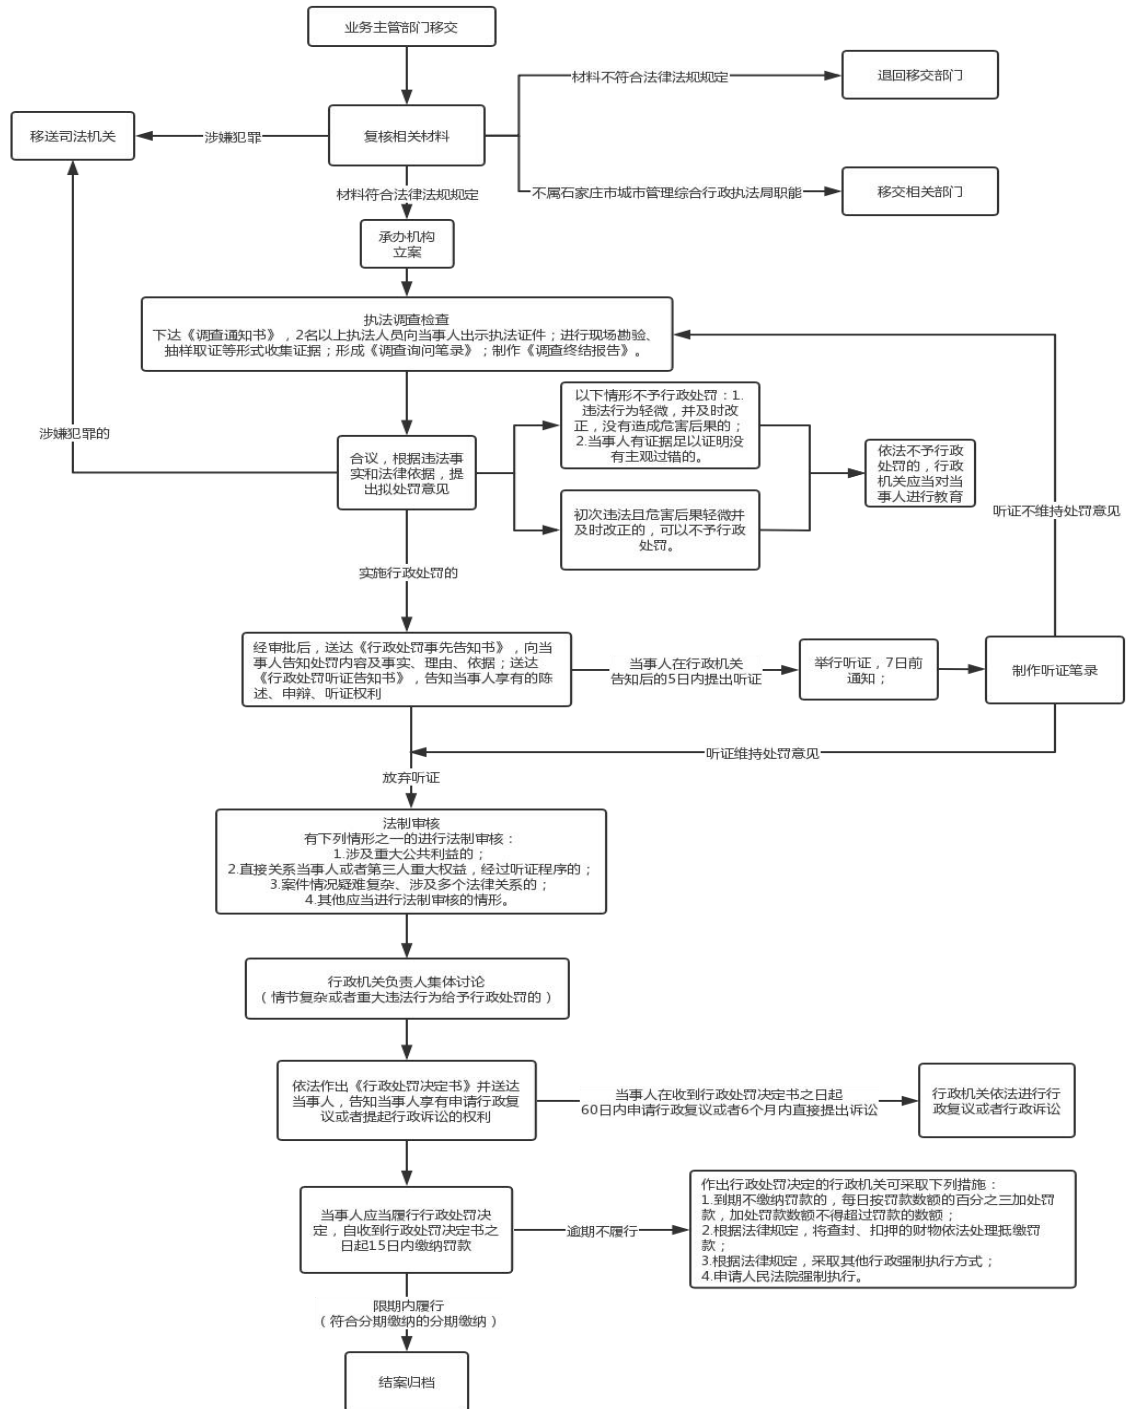 业务主管部门移交
材料不符合法律法规规定
退回移交部门
移送司法机关
涉嫌犯罪
复核相关材料
材料符合法律法规规定
不属石家庄市城市管理综合行政执法局职能
移交相关部门
承办机构
立案
执法调查检查
下达《调查通知书》，2名以上执法人员向当事人出示执法证件；进行现场勘验、
抽样取证等形式收集证据；形成《调查询问笔录》；制作《调查终结报告》。
涉嫌犯罪的
合议，根据违法事
实和法律依据，提
出拟处罚意见
以下情形不予行政处罚：1.
违法行为轻微，并及时改
正，没有造成危害后果的；
2.当事人有证据足以证明没
有主观过错的。
初次违法且危害后果轻微并
及时改正的，可以不予行政
处罚。
依法不予行政
处罚的，行政
机关应当对当
事人进行教育
听证不维持处罚意见
实施行政处罚的
经审批后，送达《行政处罚事先告知书》，向当
事人告知处罚内容及事实、理由、依据；送达
《行政处罚听证告知书》，告知当事人享有的陈
述、申辩、听证权利
当事人在行政机关
告知后的5日内提出听证
举行听证，7日前
通知；
制作听证笔录
听证维持处罚意见
放弃听证
法制审核
有下列情形之一的进行法制审核：
1.涉及重大公共利益的；
2.直接关系当事人或者第三人重大权益，经过听证程序的；
3.案件情况疑难复杂、涉及多个法律关系的；
4.其他应当进行法制审核的情形。
行政机关负责人集体讨论
（情节复杂或者重大违法行为给予行政处罚的）
依法作出《行政处罚决定书》并送达
当事人，告知当事人享有申请行政复
议或者提起行政诉讼的权利
当事人在收到行政处罚决定书之日起
60日内申请行政复议或者6个月内直接提出诉讼
行政机关依法进行行
政复议或者行政诉讼
当事人应当履行行政处罚决
定，自收到行政处罚决定书之
日起15日内缴纳罚款
逾期不履行
作出行政处罚决定的行政机关可采取下列措施：
1.到期不缴纳罚款的，每日按罚款数额的百分之三加处罚
款，加处罚款数额不得超过罚款的数额；
2.根据法律规定，将查封、扣押的财物依法处理抵缴罚
款；
3.根据法律规定，采取其他行政强制执行方式；
4.申请人民法院强制执行。
限期内履行
（符合分期缴纳的分期缴纳）
结案归档